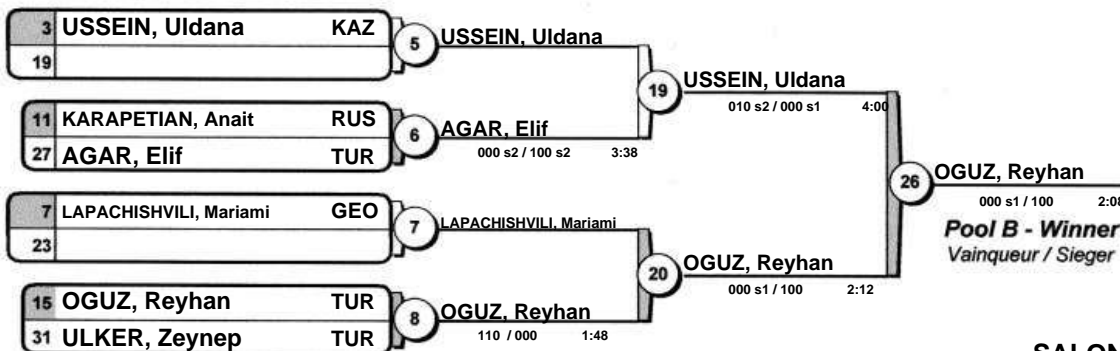 3 USSEIN, Uldana KAZ
19
5 USSEIN, Uldana
11 KARAPETIAN, Anait RUS
27 AGAR, Elif TUR
6 AGAR, Elif
000 s2 / 100 s2 3:38
19 USSEIN, Uldana
010 s2 / 000 s1 4:00
7 LAPACHISHVILI, Mariami GEO
23
7 LAPACHISHVILI, Mariami
15 OGUZ, Reyhan TUR
31 ULKER, Zeynep TUR
8 OGUZ, Reyhan
110 / 000 1:48
20 OGUZ, Reyhan
000 s1 / 100 2:12
26 OGUZ, Reyhan
000 s1 / 100 2:08
Pool B - Winner
Vainqueur / Sieger
SALON